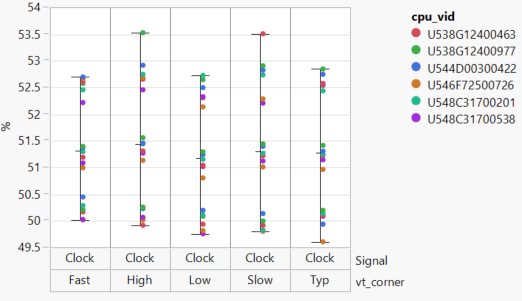 54
53.5
53
52.5
52
51.5
51
50.5
50
49.5
%
Clock Clock Clock Clock Clock Signal
Fast High Low Slow Typ vt_corner
cpu_vid
U538G12400463
U538G12400977
U544D00300422
U546F72500726
U548C31700201
U548C31700538